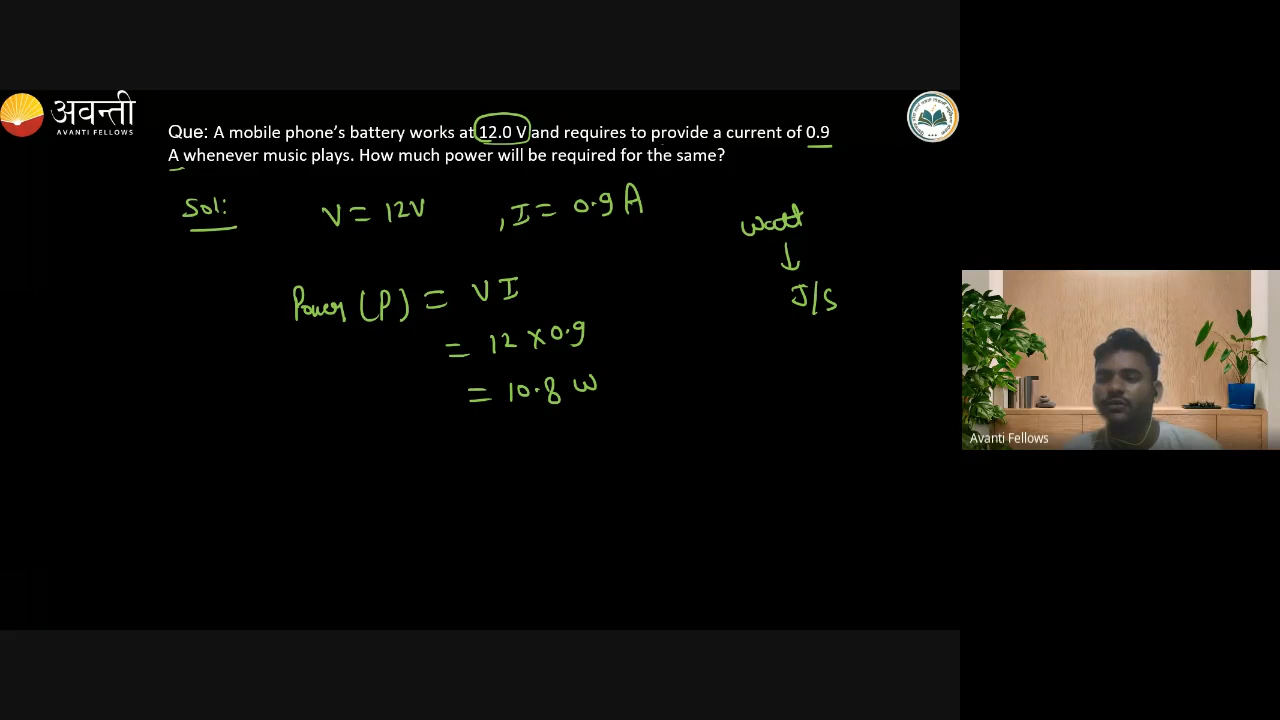 अवन्ती
AVANTI FELLOWS
Que: A mobile phone's battery works at 12.0 V and requires to provide a current of 0.9
A whenever music plays. How much power will be required for the same?
Sol:
V = 12V , I = 0.9 A
watt
↓
J/S
Power (P) = V I
= 12 × 0.9
= 10.8 W
Avanti Fellows